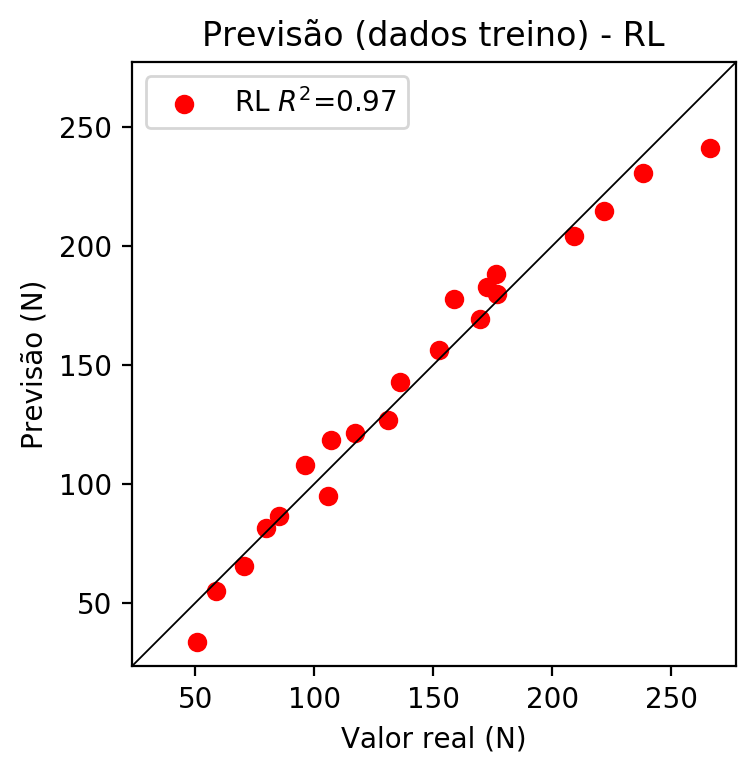 Previsão (dados treino) - RL
RL R²=0.97
250
200
150
100
50
Previsão (N)
50 100 150 200 250
Valor real (N)